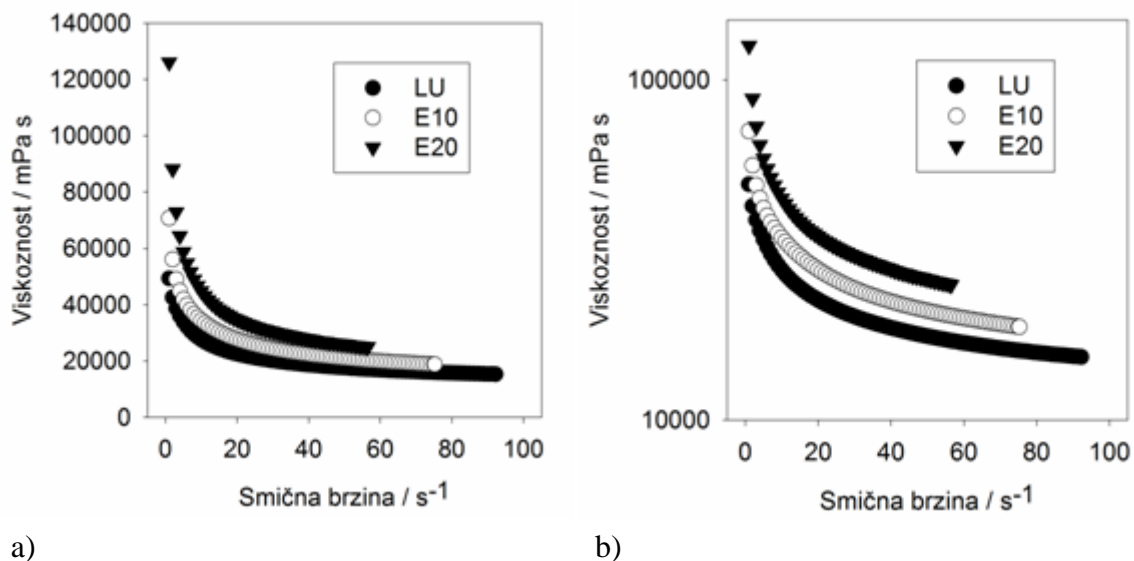 140000
120000
100000
80000
60000
40000
20000
0
Viskoznost / mPa s
LU
E10
E20
0 20 40 60 80 100
Smična brzina / s⁻¹
a)
100000
10000
Viskoznost / mPa s
LU
E10
E20
0 20 40 60 80 100
Smična brzina / s⁻¹
b)